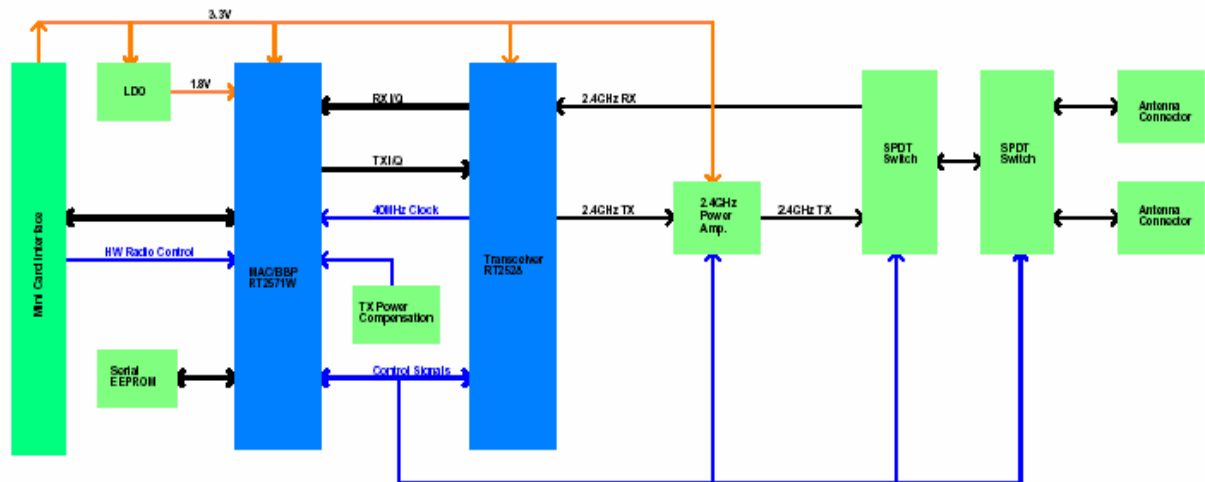 3.3V
LDO
1.8V
RX I/Q
2.4GHz RX
SPDT
Switch
SPDT
Switch
Antenna
Connector
TX I/Q
40MHz Clock
2.4GHz TX
2.4GHz
Power
Amp.
2.4GHz TX
Antenna
Connector
Mini Card Interface
HW Radio Control
MAC/BBP
RT2571W
Transceiver
RT2528
TX Power
Compensation
Serial
EEPROM
Control Signals